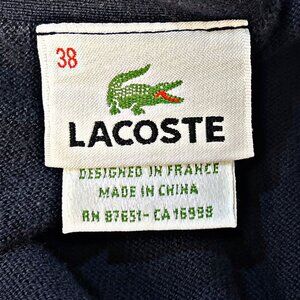 38
LACOSTE
DESIGNED IN FRANCE
MADE IN CHINA
RN 87651- CA 16998